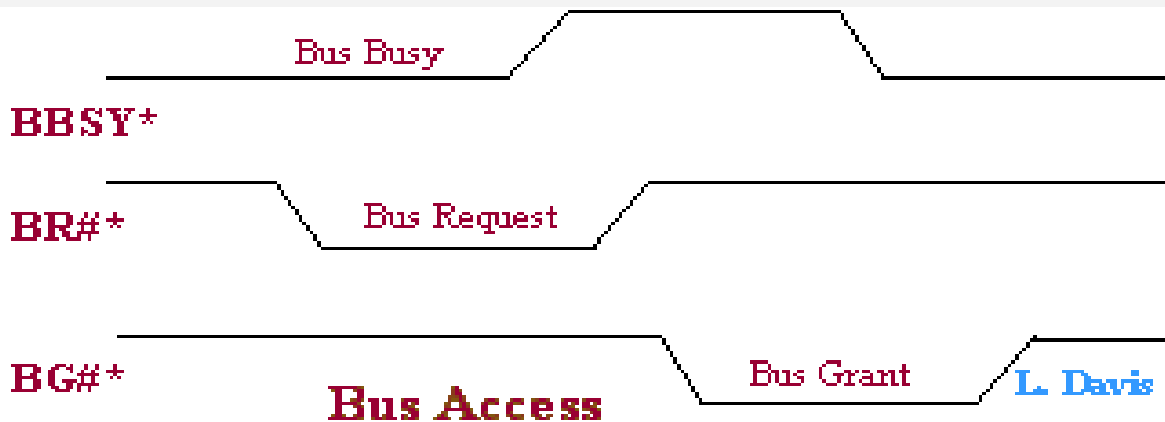 Bus Busy
BBSY*
Bus Request
BR#*
Bus Grant
BG#*
L. Davis
Bus Access